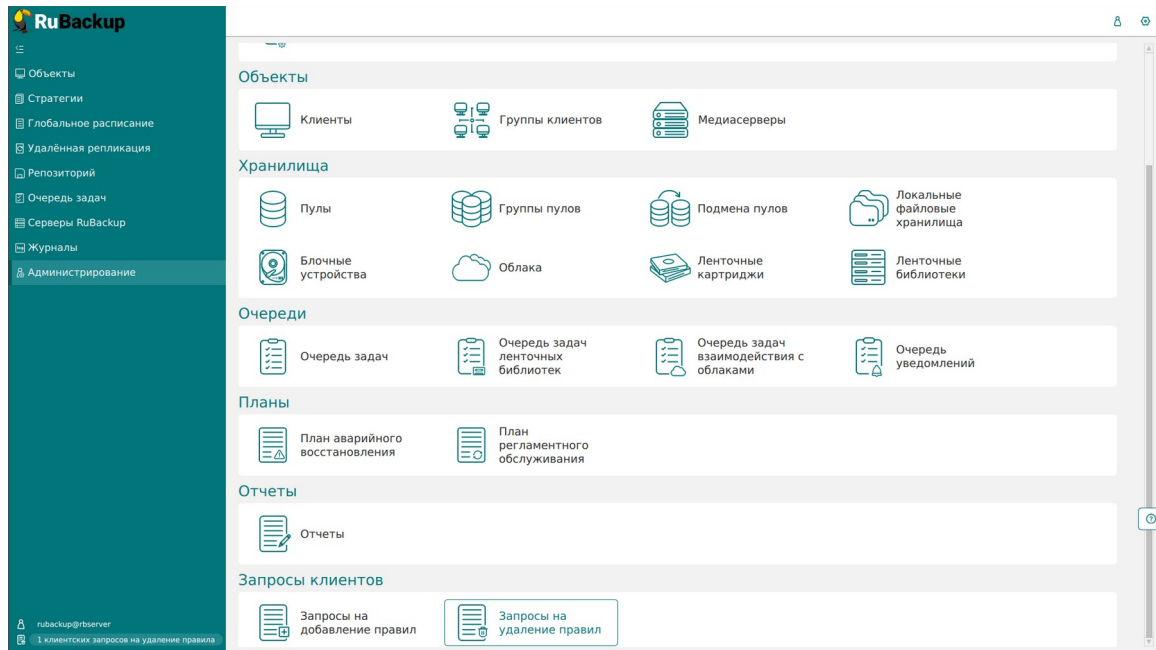 RuBackup
Объекты
Стратегии
Глобальное расписание
Удалённая репликация
Репозиторий
Очередь задач
Серверы RuBackup
Журналы
Администрирование
rubackup@rbserver
1 клиентских запросов на удаление правила
Объекты
Клиенты
Группы клиентов
Медиасерверы
Хранилища
Пулы
Группы пулов
Подмена пулов
Локальные
файловые
хранилища
Блочные
устройства
Облака
Ленточные
картриджи
Ленточные
библиотеки
Очереди
Очередь задач
Очередь задач
ленточных
библиотек
Очередь задач
взаимодействия с
облаками
Очередь
уведомлений
Планы
План аварийного
восстановления
План
регламентного
обслуживания
Отчеты
Отчеты
Запросы клиентов
Запросы на
добавление правил
Запросы на
удаление правил